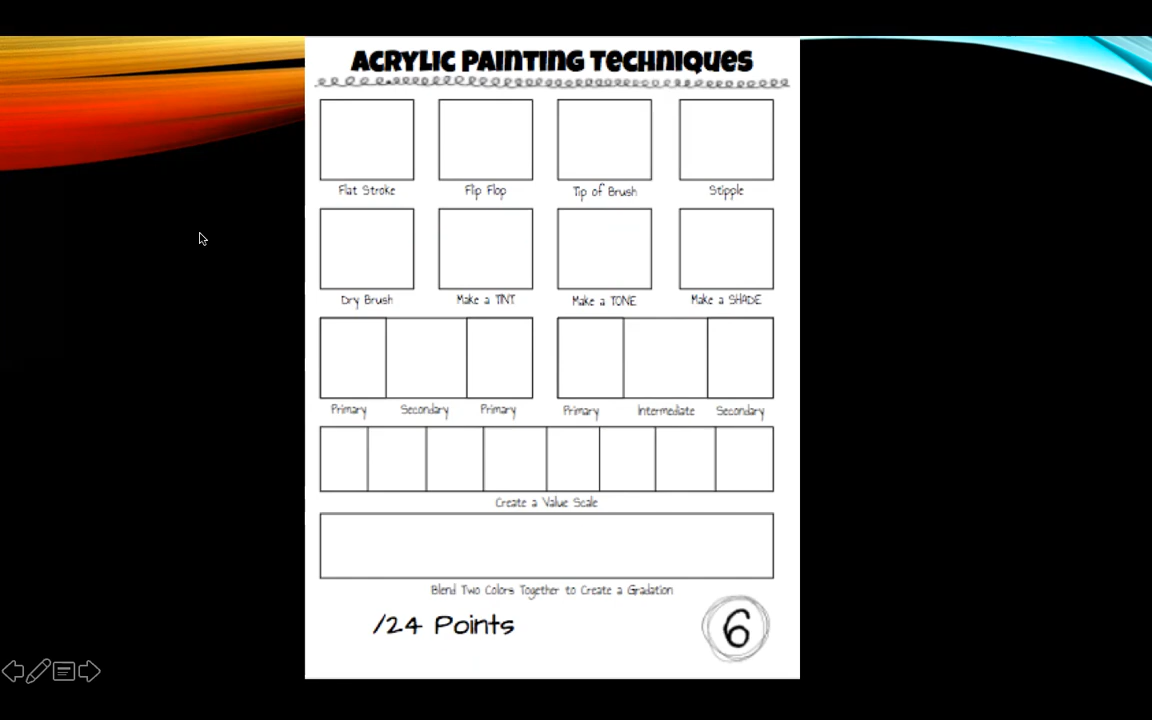 ACRYLIC PAINTING TECHNIQUES
Flat Stroke Flip Flop Tip of Brush Stipple
Dry Brush Make a TINT Make a TONE Make a SHADE
Primary Secondary Primary Primary Intermediate Secondary
Create a Value Scale
Blend Two Colors Together to Create a Gradation
/24 Points 6